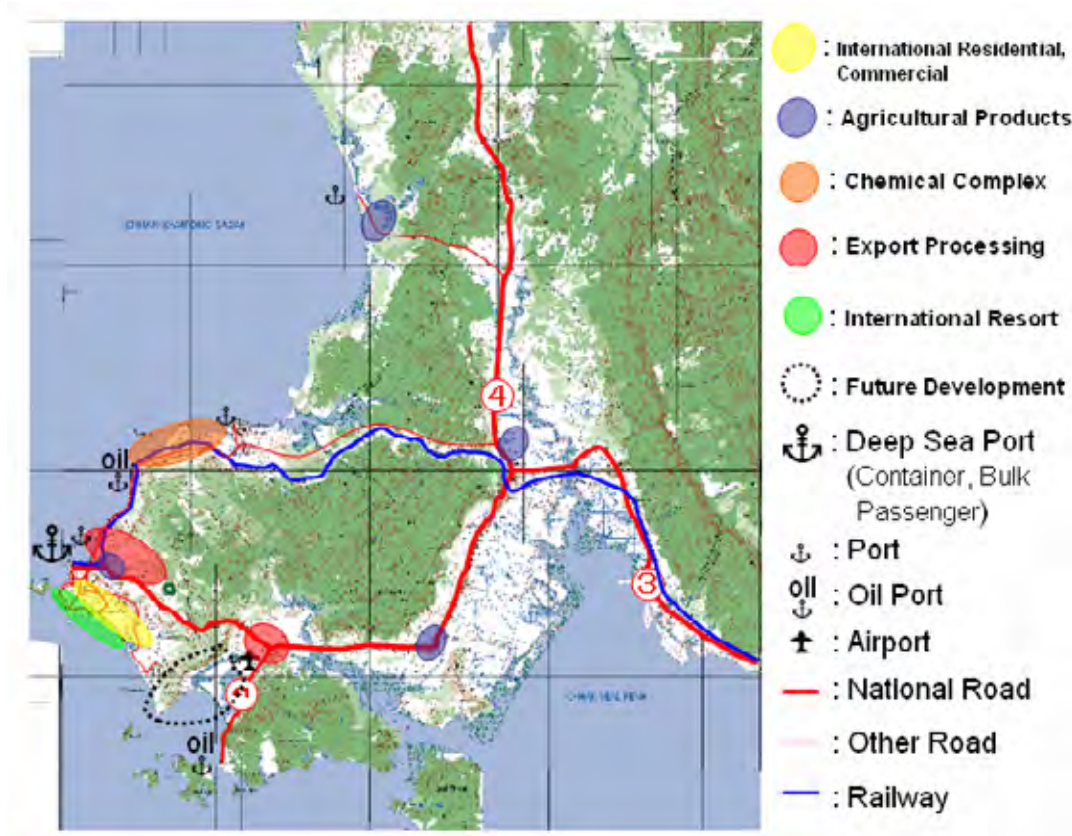 : International Residential,
Commercial
: Agricultural Products
: Chemical Complex
: Export Processing
: International Resort
: Future Development
: Deep Sea Port
(Container, Bulk
Passenger)
: Port
oil
: Oil Port
: Airport
: National Road
: Other Road
: Railway
4
oil
3
oil